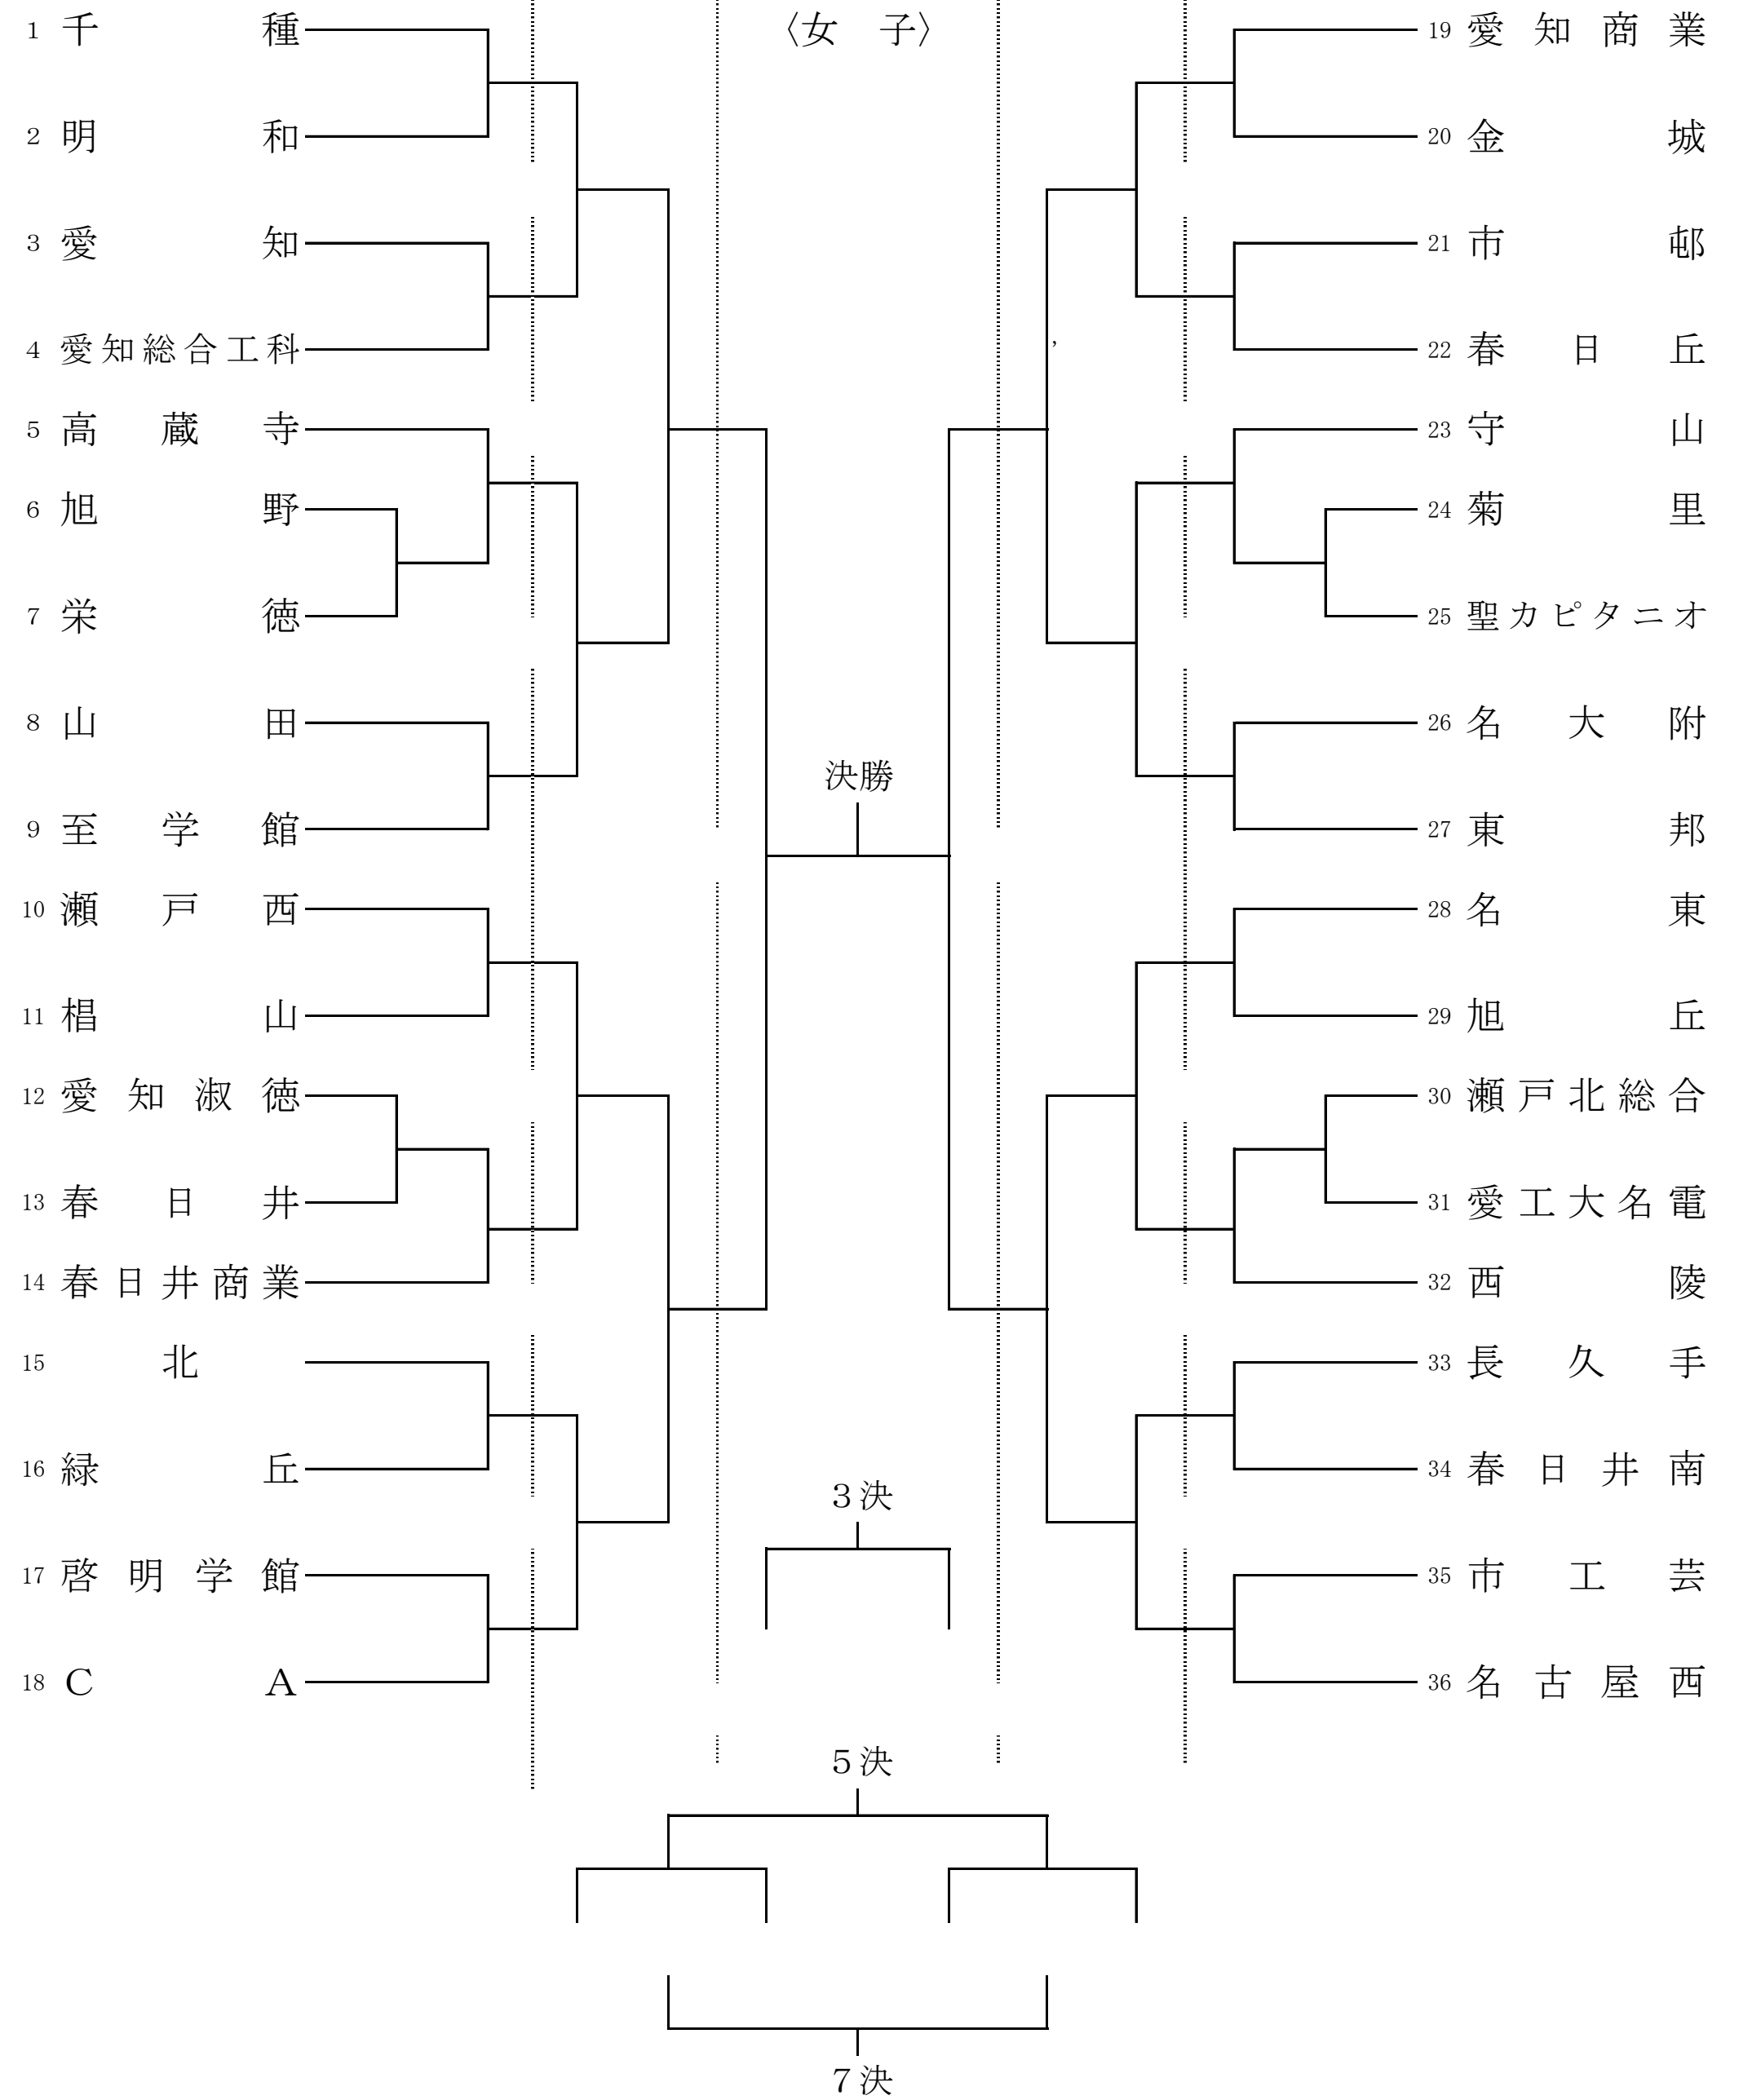 〈女 子〉
1 千種
2 明和
3 愛知
4 愛知総合工科
5 高蔵寺
6 旭野
7 栄徳
8 山田
9 至学館
10 瀬戸西
11 椙山
12 愛知淑徳
13 春日井
14 春日井商業
15 北
16 緑丘
17 啓明学館
18 ＣＡ
決勝
３決
５決
７決
19 愛知商業
20 金城
21 市邨
22 春日丘
,
23 守山
24 菊里
25 聖カピタニオ
26 名大附
27 東邦
28 名東
29 旭丘
30 瀬戸北総合
31 愛工大名電
32 西陵
33 長久手
34 春日井南
35 市工芸
36 名古屋西